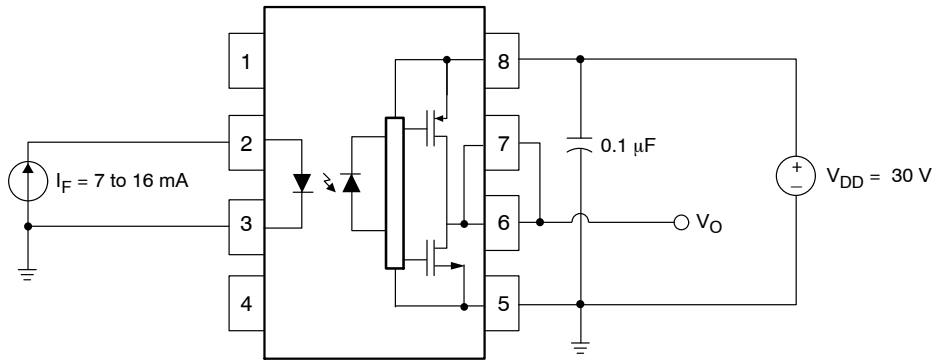 1
2
3
4
8
7
6
5
I_F = 7 to 16 mA
0.1 μF
+
–
V_DD = 30 V
V_O